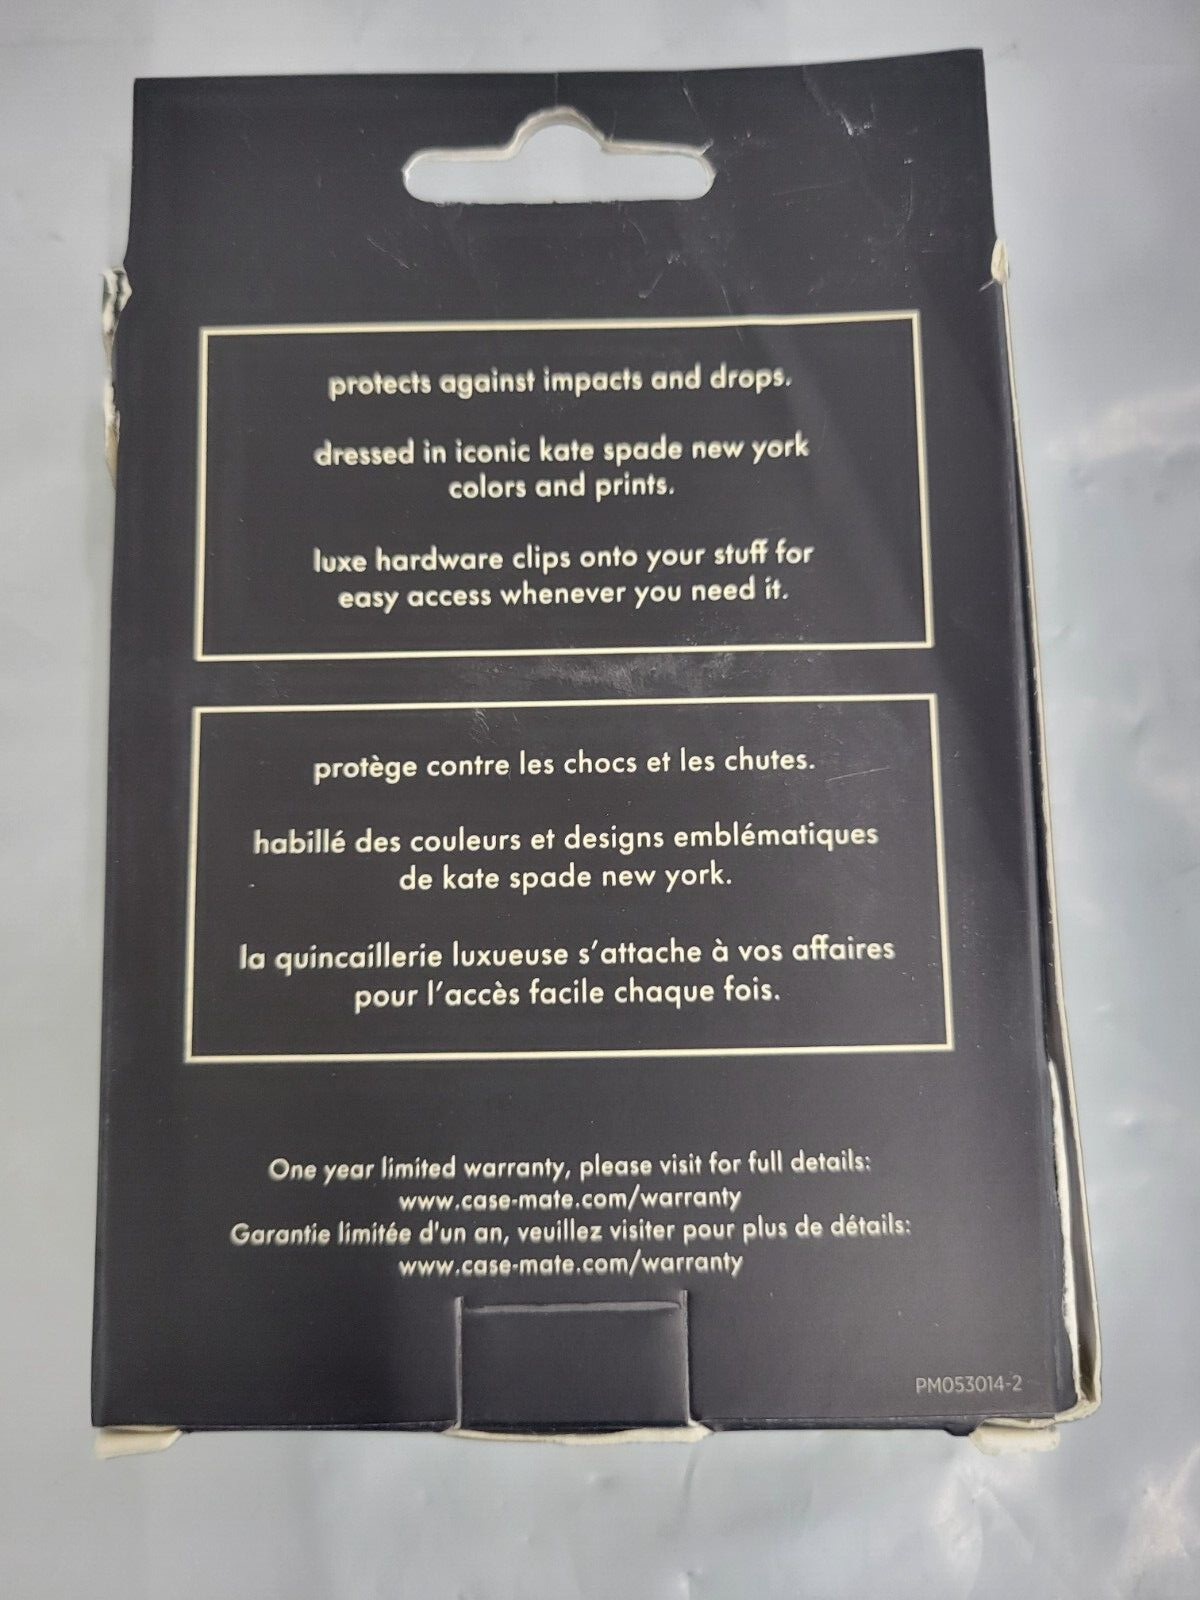 protects against impacts and drops.
dressed in iconic kate spade new york
colors and prints.
luxe hardware clips onto your stuff for
easy access whenever you need it.
protège contre les chocs et les chutes.
habillé des couleurs et designs emblématiques
de kate spade new york.
la quincaillerie luxueuse s'attache à vos affaires
pour l'accès facile chaque fois.
One year limited warranty, please visit for full details:
www.case-mate.com/warranty
Garantie limitée d'un an, veuillez visiter pour plus de détails:
www.case-mate.com/warranty
PM053014-2